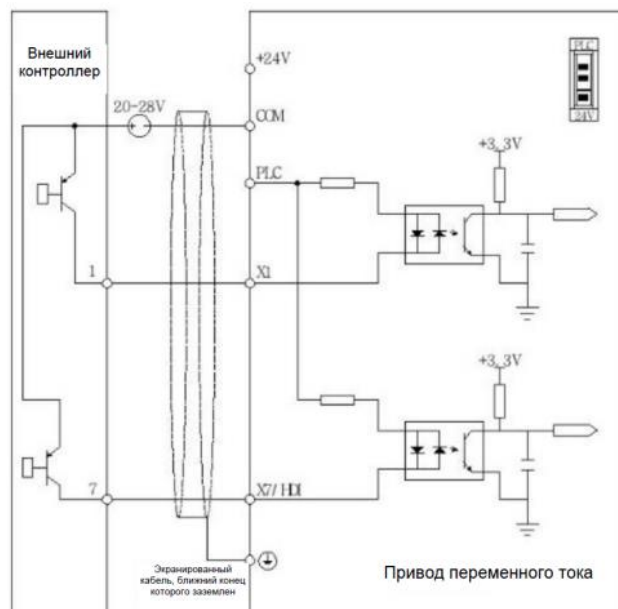 Внешний
контроллер
20-28V
+24V
COM
PLC
PLC
24V
+3.3V
1
X1
+3.3V
7
X7/HDI
Экранированный
кабель, ближний конец
которого заземлен
Привод переменного тока